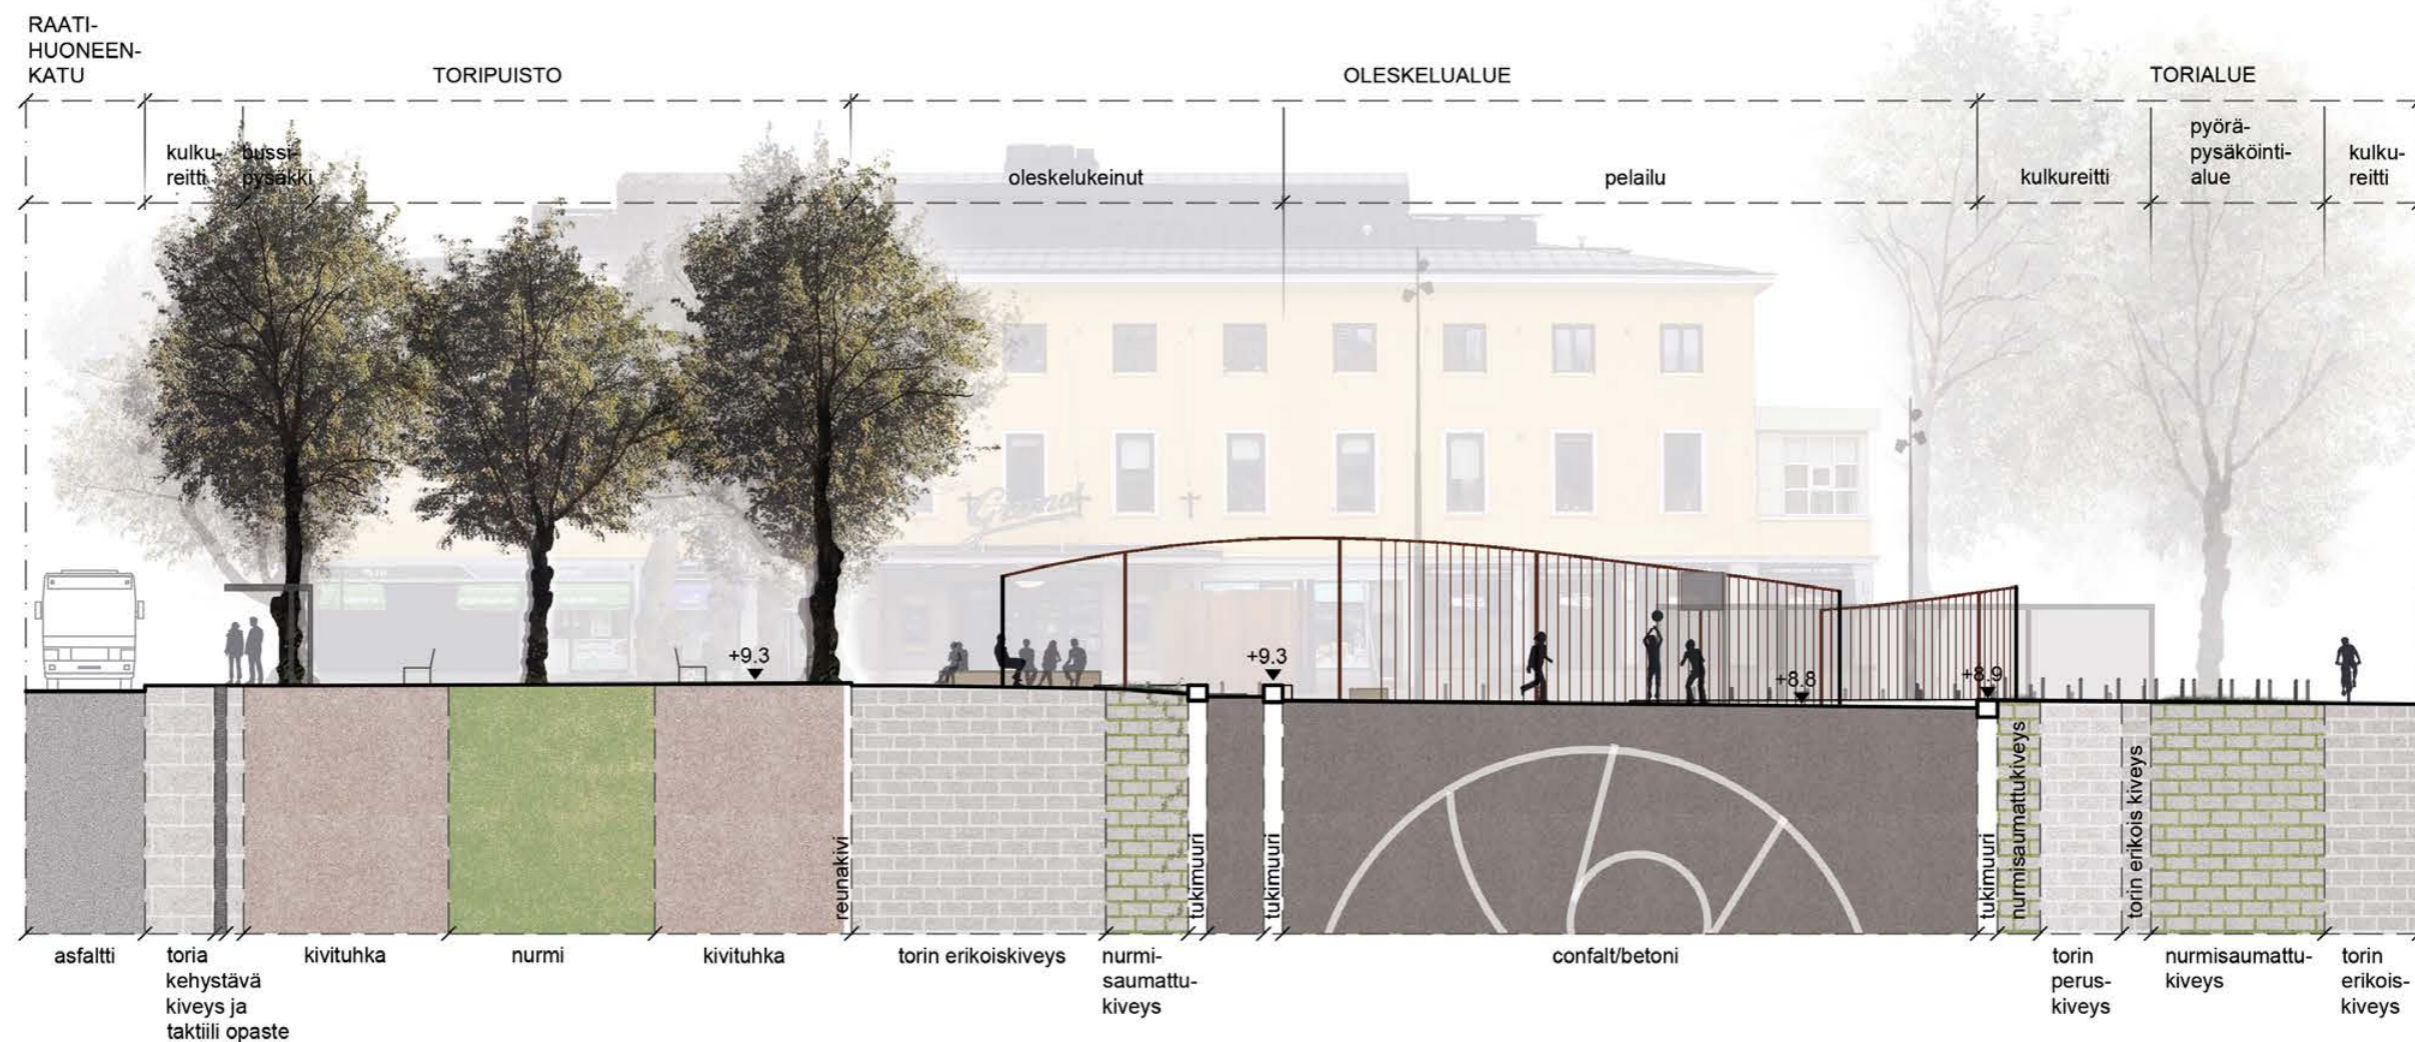 RAATI-
HUONEEN-
KATU
TORIPUISTO
OLESKELUALUE
TORIALUE
kulku-
reitti
bussi-
pysäkki
oleskelukeinut
pelailu
kulkureitti
pyörä-
pysäköinti-
alue
kulku-
reitti
+9.3
+9.3
+8.8
+8.9
reunakivi
tukimuuri
tukimuuri
tukimuuri
nurmisaumattukiveys
torin erikois kiveys
asfaltti
toria
kehystävä
kiveys ja
taktiili opaste
kivituhka
nurmi
kivituhka
torin erikoiskiveys
nurmi-
saumattu-
kiveys
confalt/betoni
torin
perus-
kiveys
nurmisaumattu-
kiveys
torin
erikois-
kiveys